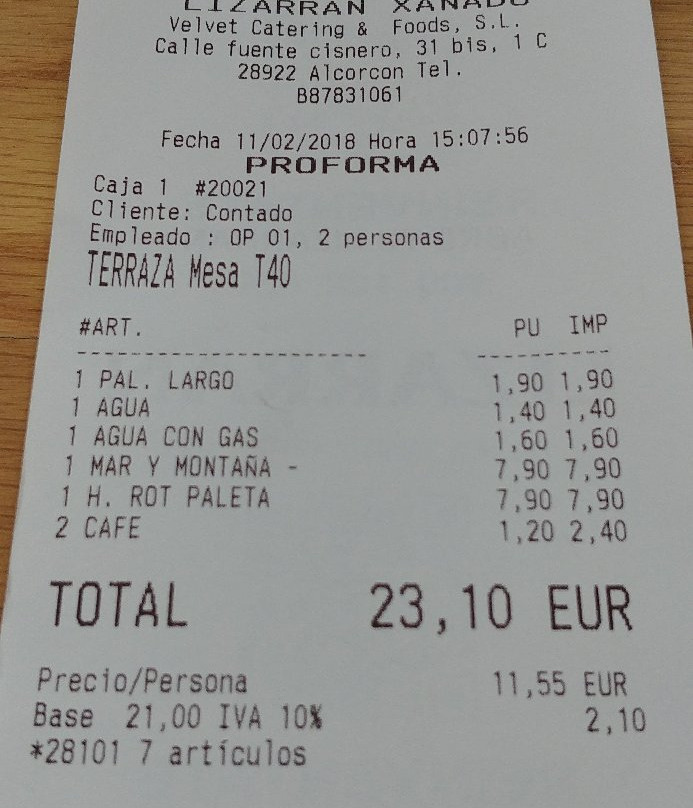 LIZARRAN XANADU
Velvet Catering & Foods, S.L.
Calle fuente cisnero, 31 bis, 1 C
28922 Alcorcon Tel.
B87831061
Fecha 11/02/2018 Hora 15:07:56
PROFORMA
Caja 1 #20021
Cliente: Contado
Empleado : OP 01, 2 personas
TERRAZA Mesa T40
#ART. PU IMP
1 PAL. LARGO 1,90 1,90
1 AGUA 1,40 1,40
1 AGUA CON GAS 1,60 1,60
1 MAR Y MONTAÑA - 7,90 7,90
1 H. ROT PALETA 7,90 7,90
2 CAFE 1,20 2,40
TOTAL 23,10 EUR
Precio/Persona 11,55 EUR
Base 21,00 IVA 10% 2,10
*28101 7 artículos